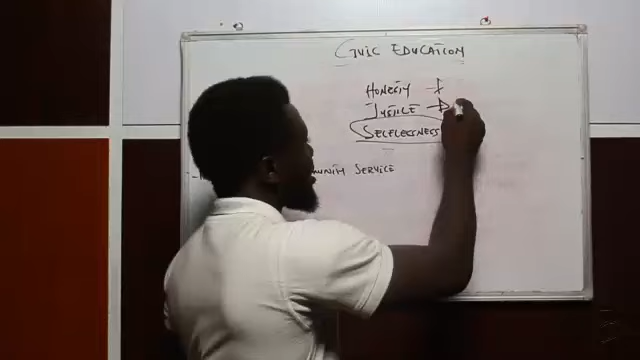 CIVIC EDUCATION
HONESTY
JUSTICE
SELFLESSNESS
SERVICE